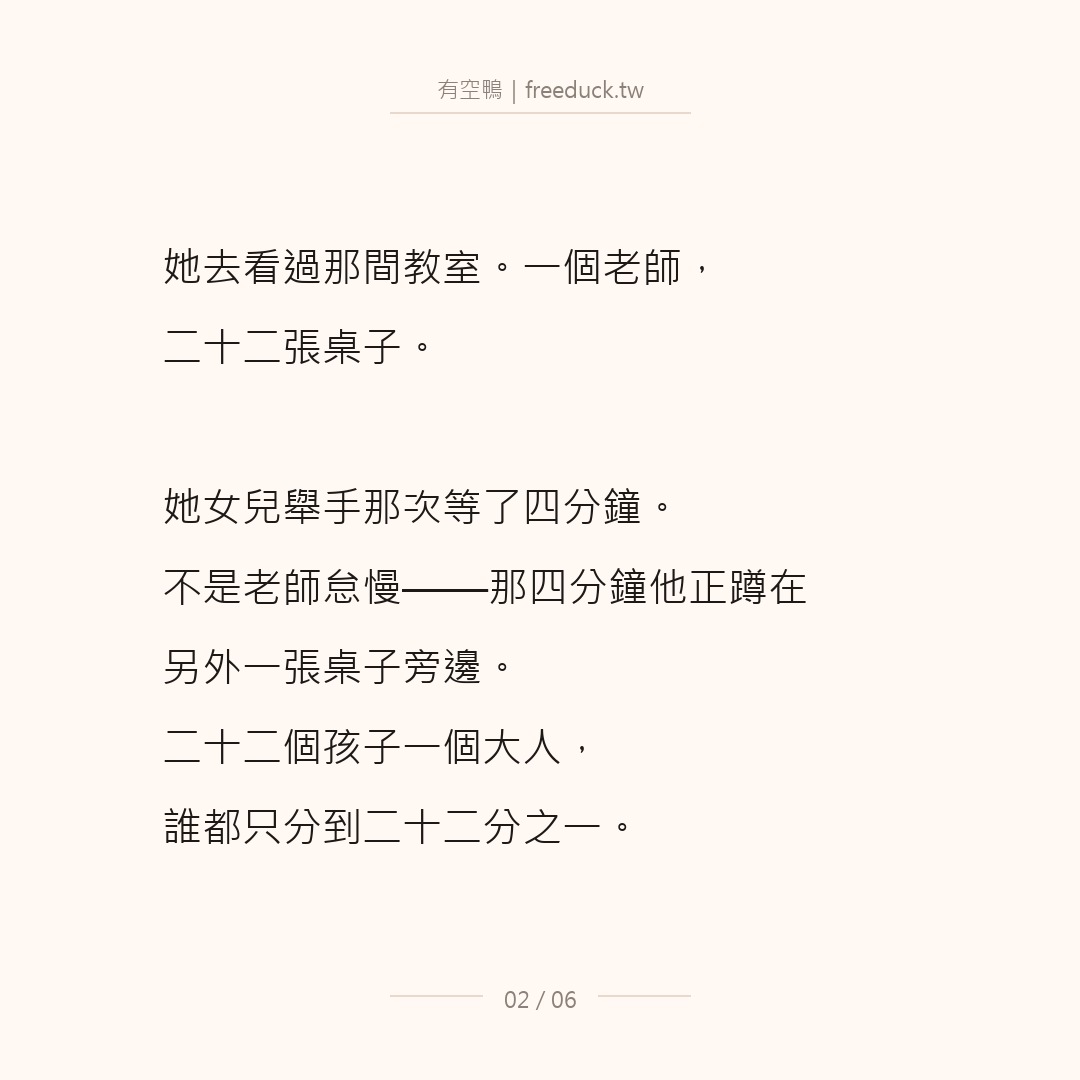 有空鴨｜freeduck.tw
她去看過那間教室。一個老師，
二十二張桌子。
她女兒舉手那次等了四分鐘。
不是老師怠慢——那四分鐘他正蹲在
另外一張桌子旁邊。
二十二個孩子一個大人，
誰都只分到二十二分之一。
02 / 06